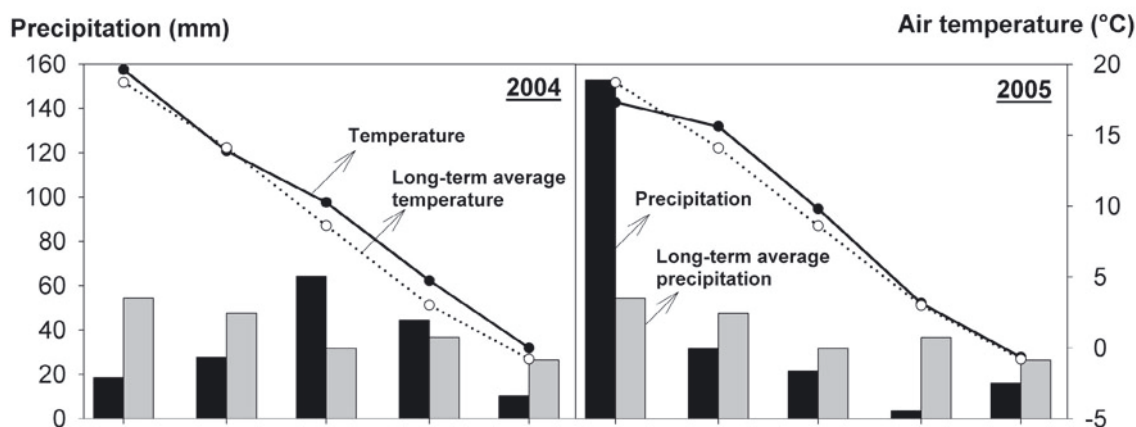 Precipitation (mm)
Air temperature (°C)
160
140
120
100
80
60
40
20
0
2004
Temperature
Long-term average
temperature
2005
Precipitation
Long-term average
precipitation
20
15
10
5
0
-5